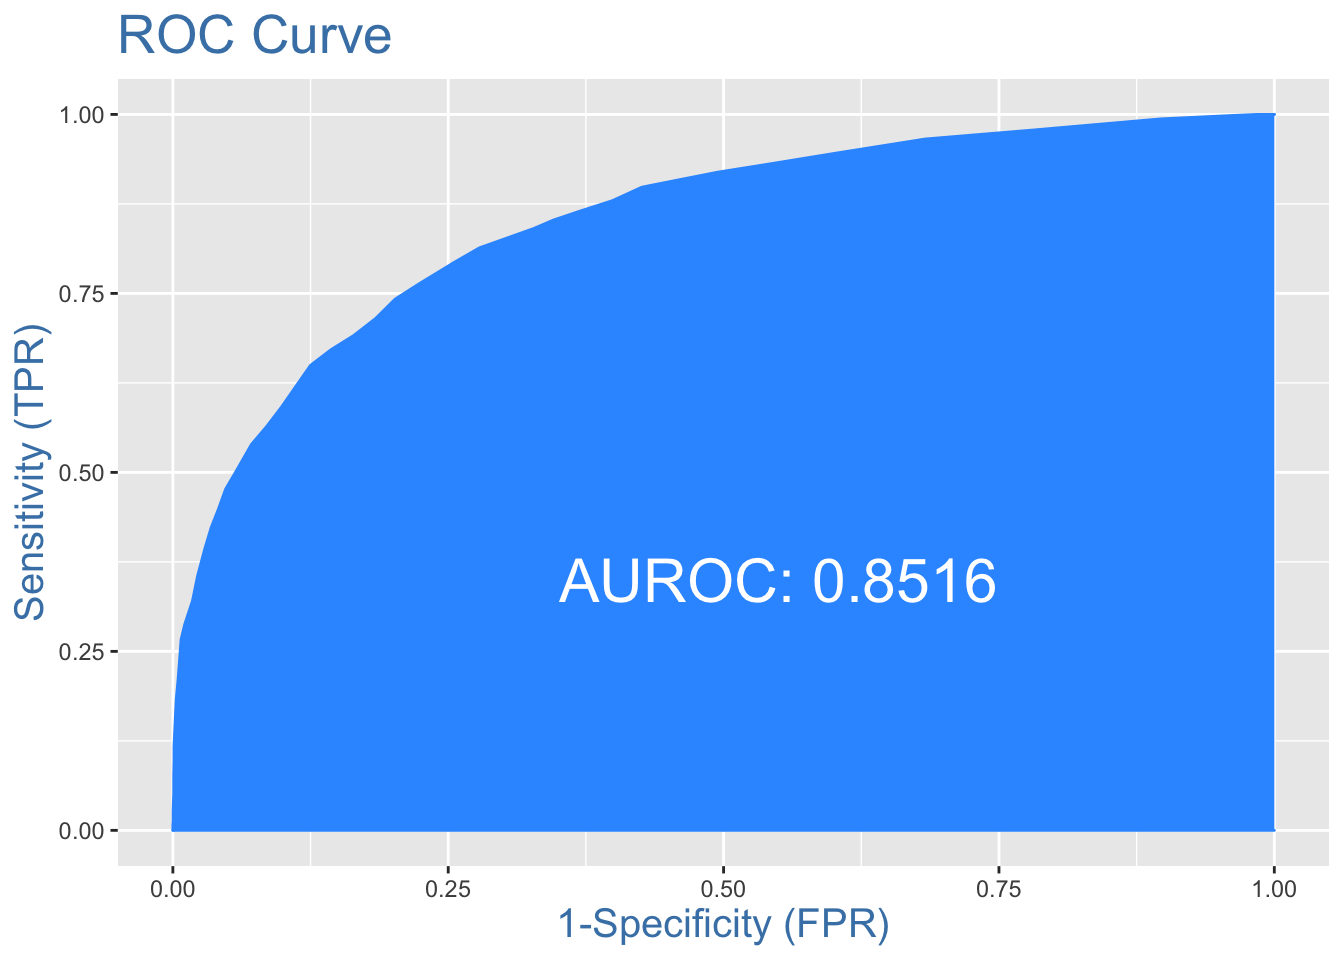 ROC Curve
1.00
0.75
0.50
0.25
0.00
Sensitivity (TPR)
AUROC: 0.8516
0.00 0.25 0.50 0.75 1.00
1-Specificity (FPR)